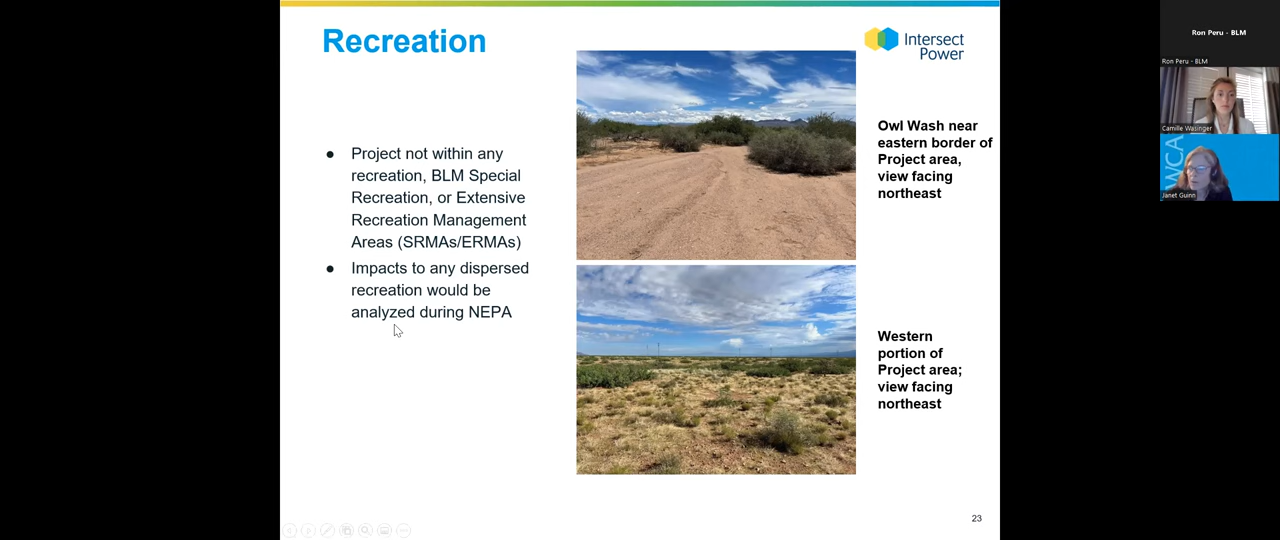 Recreation
Intersect
Power
● Project not within any
recreation, BLM Special
Recreation, or Extensive
Recreation Management
Areas (SRMAs/ERMAs)
● Impacts to any dispersed
recreation would be
analyzed during NEPA
Owl Wash near
eastern border of
Project area,
view facing
northeast
Western
portion of
Project area;
view facing
northeast
23
Ron Peru - BLM
Ron Peru - BLM
Camille Wasinger
WCA
Janet Guinn